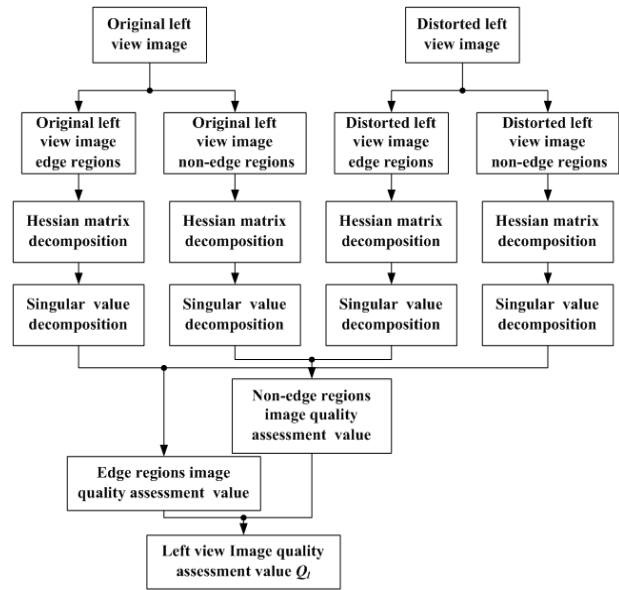 Original left
view image
Distorted left
view image
Original left
view image
edge regions
Original left
view image
non-edge regions
Distorted left
view image
edge regions
Distorted left
view image
non-edge regions
Hessian matrix
decomposition
Hessian matrix
decomposition
Hessian matrix
decomposition
Hessian matrix
decomposition
Singular value
decomposition
Singular value
decomposition
Singular value
decomposition
Singular value
decomposition
Non-edge regions
image quality
assessment value
Edge regions image
quality assessment value
Left view Image quality
assessment value Ql